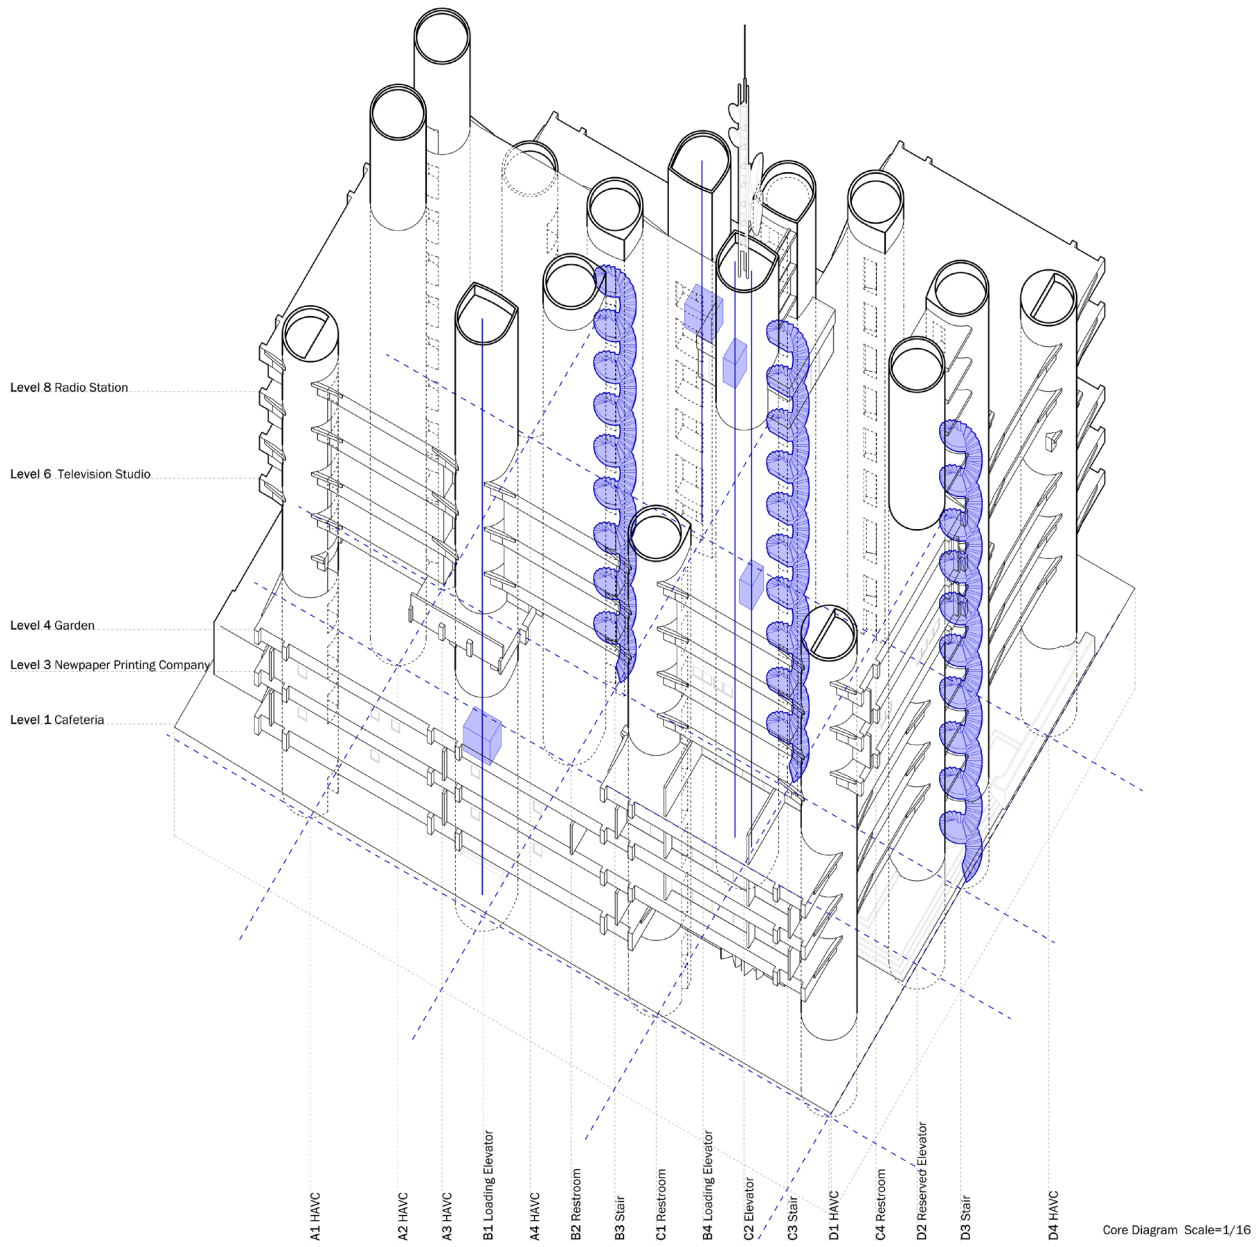 Level 8 Radio Station
Level 6 Television Studio
Level 4 Garden
Level 3 Newpaper Printing Company
Level 1 Cafeteria
A1 HAVC
A2 HAVC
A3 HAVC
B1 Loading Elevator
A4 HAVC
B2 Restroom
B3 Stair
C1 Restroom
B4 Loading Elevator
C2 Elevator
C3 Stair
D1 HAVC
C4 Restroom
D2 Reserved Elevator
D3 Stair
D4 HAVC
Core Diagram Scale=1/16